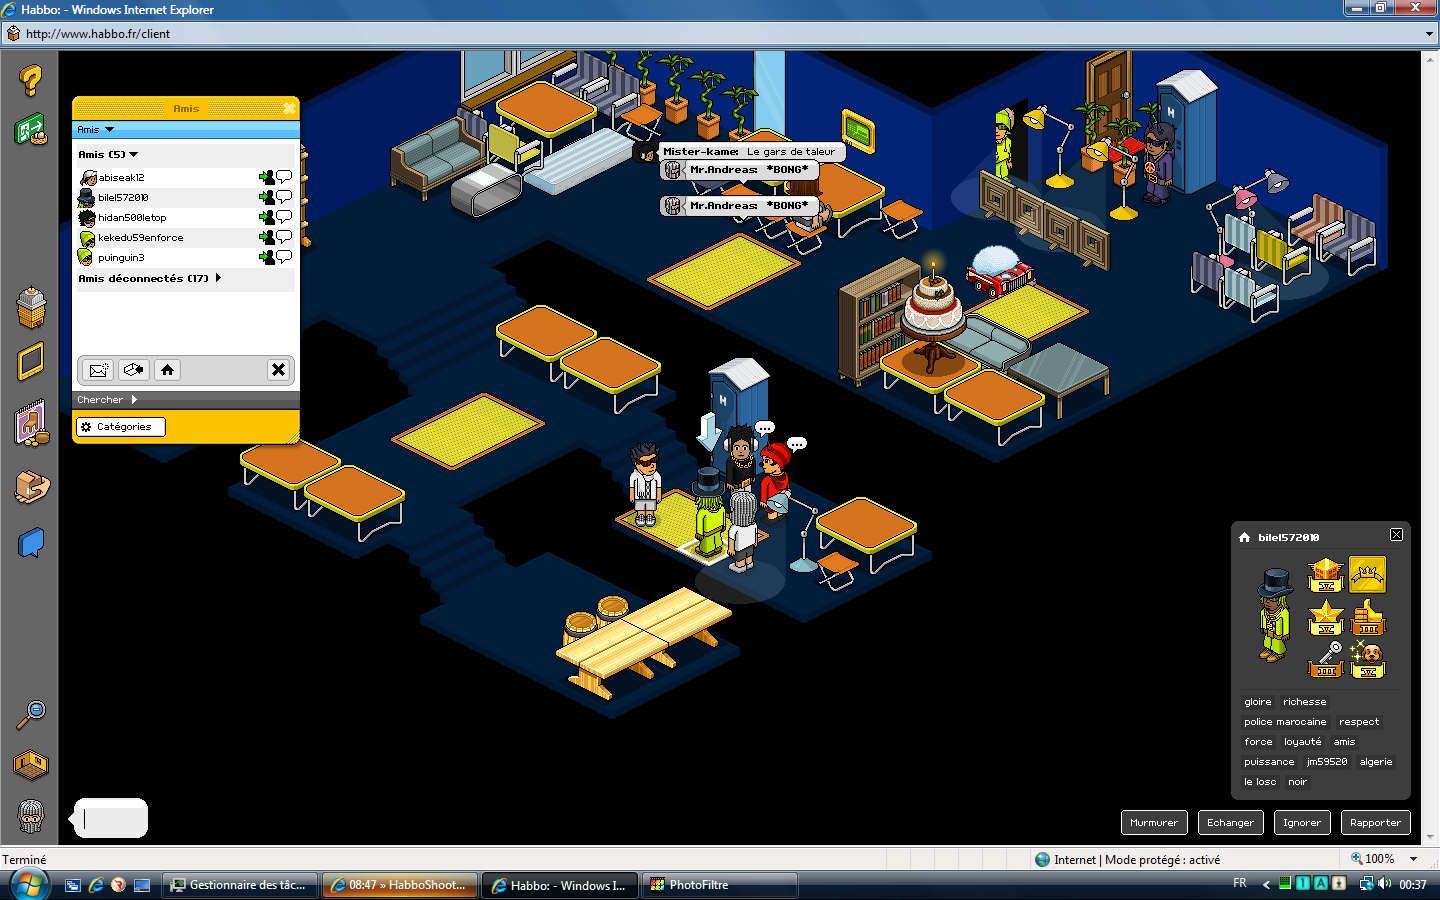 Habbo: - Windows Internet Explorer
http://www.habbo.fr/client
Amis
Amis
Amis (5)
abiseak12
bilel572010
hidan500letop
kekedu59enforce
puinguin3
Amis déconnectés (17)
Chercher
Catégories
Mister-kame: Le gars de taleur
Mr.Andreas: *BONG*
Mr.Andreas: *BONG*
H
H
bilel572010
gloire richesse
police marocaine respect
force loyauté amis
puissance jm59520 algerie
le losc noir
Murmurer Echanger Ignorer Rapporter
Terminé
Internet | Mode protégé : activé
100%
Gestionnaire des tâc...
08:47 » HabboShoot...
Habbo: - Windows I...
PhotoFiltre
FR
00:37